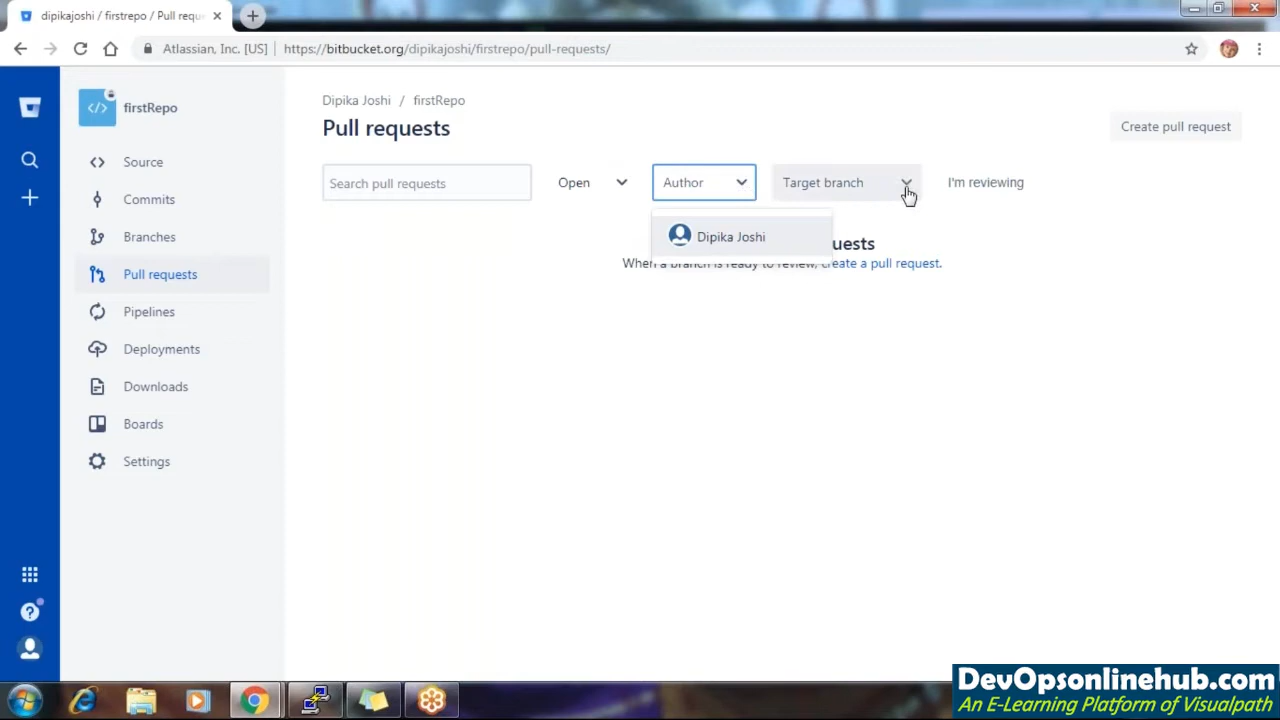 dipikajoshi / firstrepo / Pull requ
Atlassian, Inc. [US]
https://bitbucket.org/dipikajoshi/firstrepo/pull-requests/
firstRepo
Source
Commits
Branches
Pull requests
Pipelines
Deployments
Downloads
Boards
Settings
Dipika Joshi / firstRepo
Pull requests
Create pull request
Search pull requests
Open
Author
Target branch
I'm reviewing
Dipika Joshi
uests
When a branch is ready to review, create a pull request.
DevOpsonlinehub.com
An E-Learning Platform of Visualpath